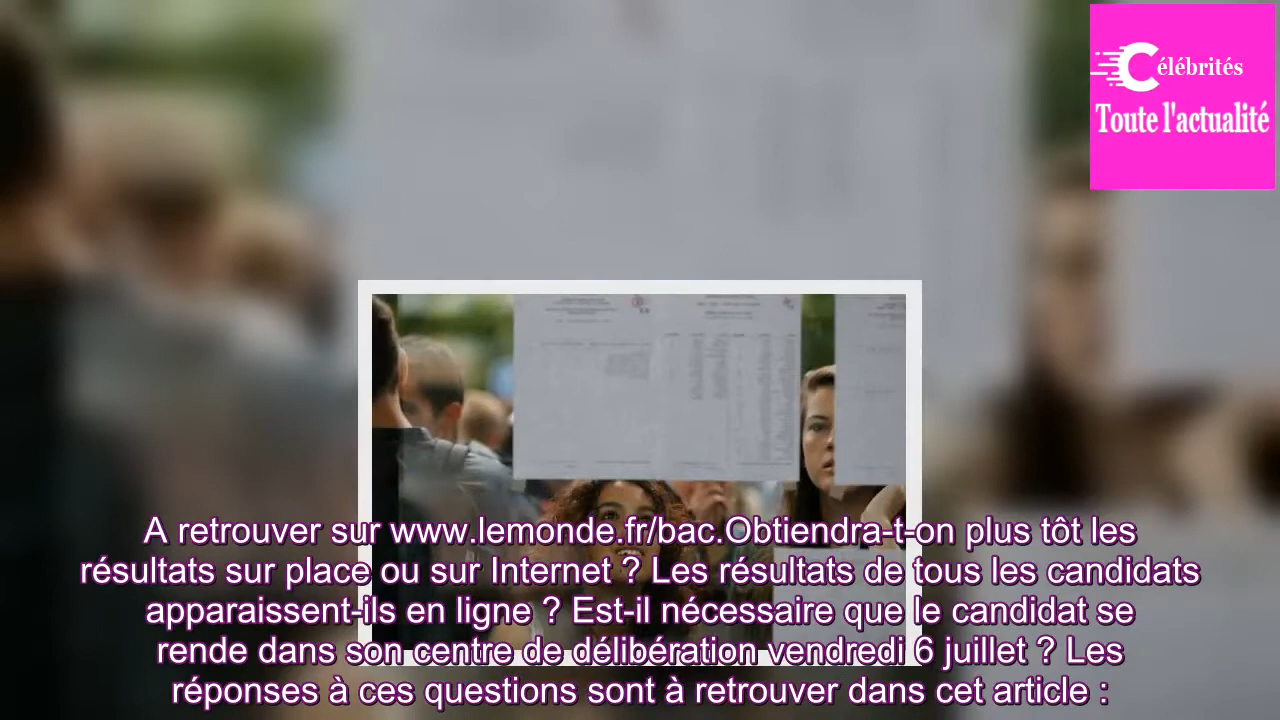 Célébrités
Toute l'actualité
A retrouver sur www.lemonde.fr/bac.Obtiendra-t-on plus tôt les
résultats sur place ou sur Internet ? Les résultats de tous les candidats
apparaissent-ils en ligne ? Est-il nécessaire que le candidat se
rende dans son centre de délibération vendredi 6 juillet ? Les
réponses à ces questions sont à retrouver dans cet article :